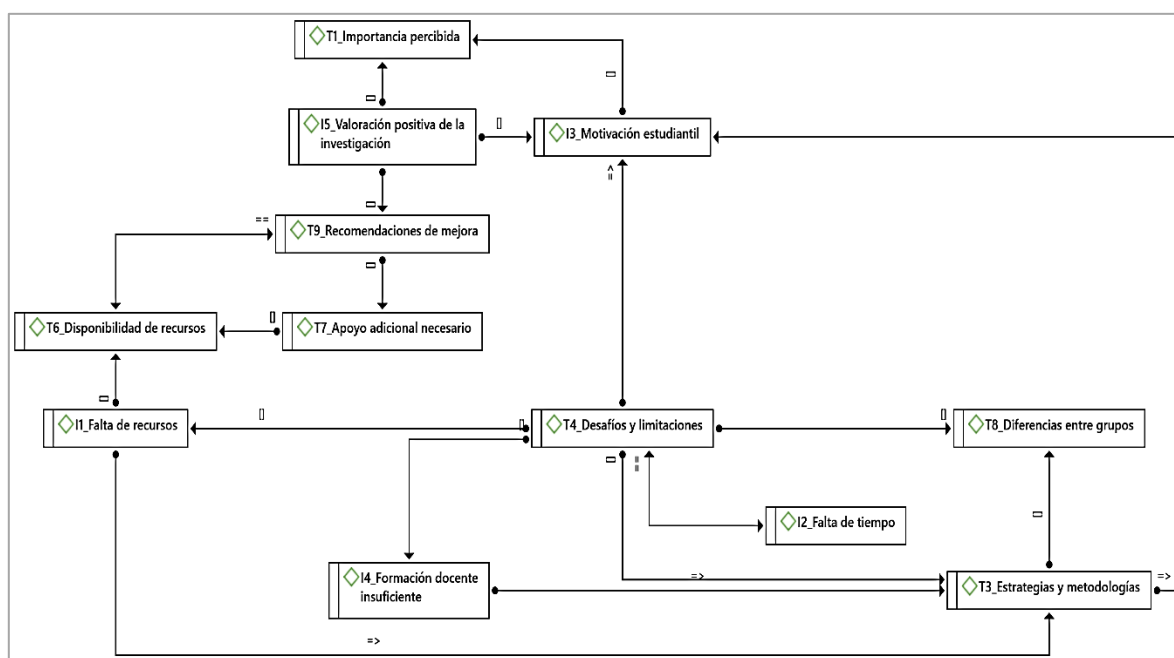 T1_Importancia percibida
[]
[]
I5_Valoración positiva de la
investigación
[]
I3_Motivación estudiantil
=>
[]
==
T9_Recomendaciones de mejora
[]
T6_Disponibilidad de recursos
[]
T7_Apoyo adicional necesario
[]
I1_Falta de recursos
[]
[]
T4_Desafíos y limitaciones
[]
T8_Diferencias entre grupos
[]
==
I2_Falta de tiempo
[]
I4_Formación docente
insuficiente
=>
T3_Estrategias y metodologías
=>
=>